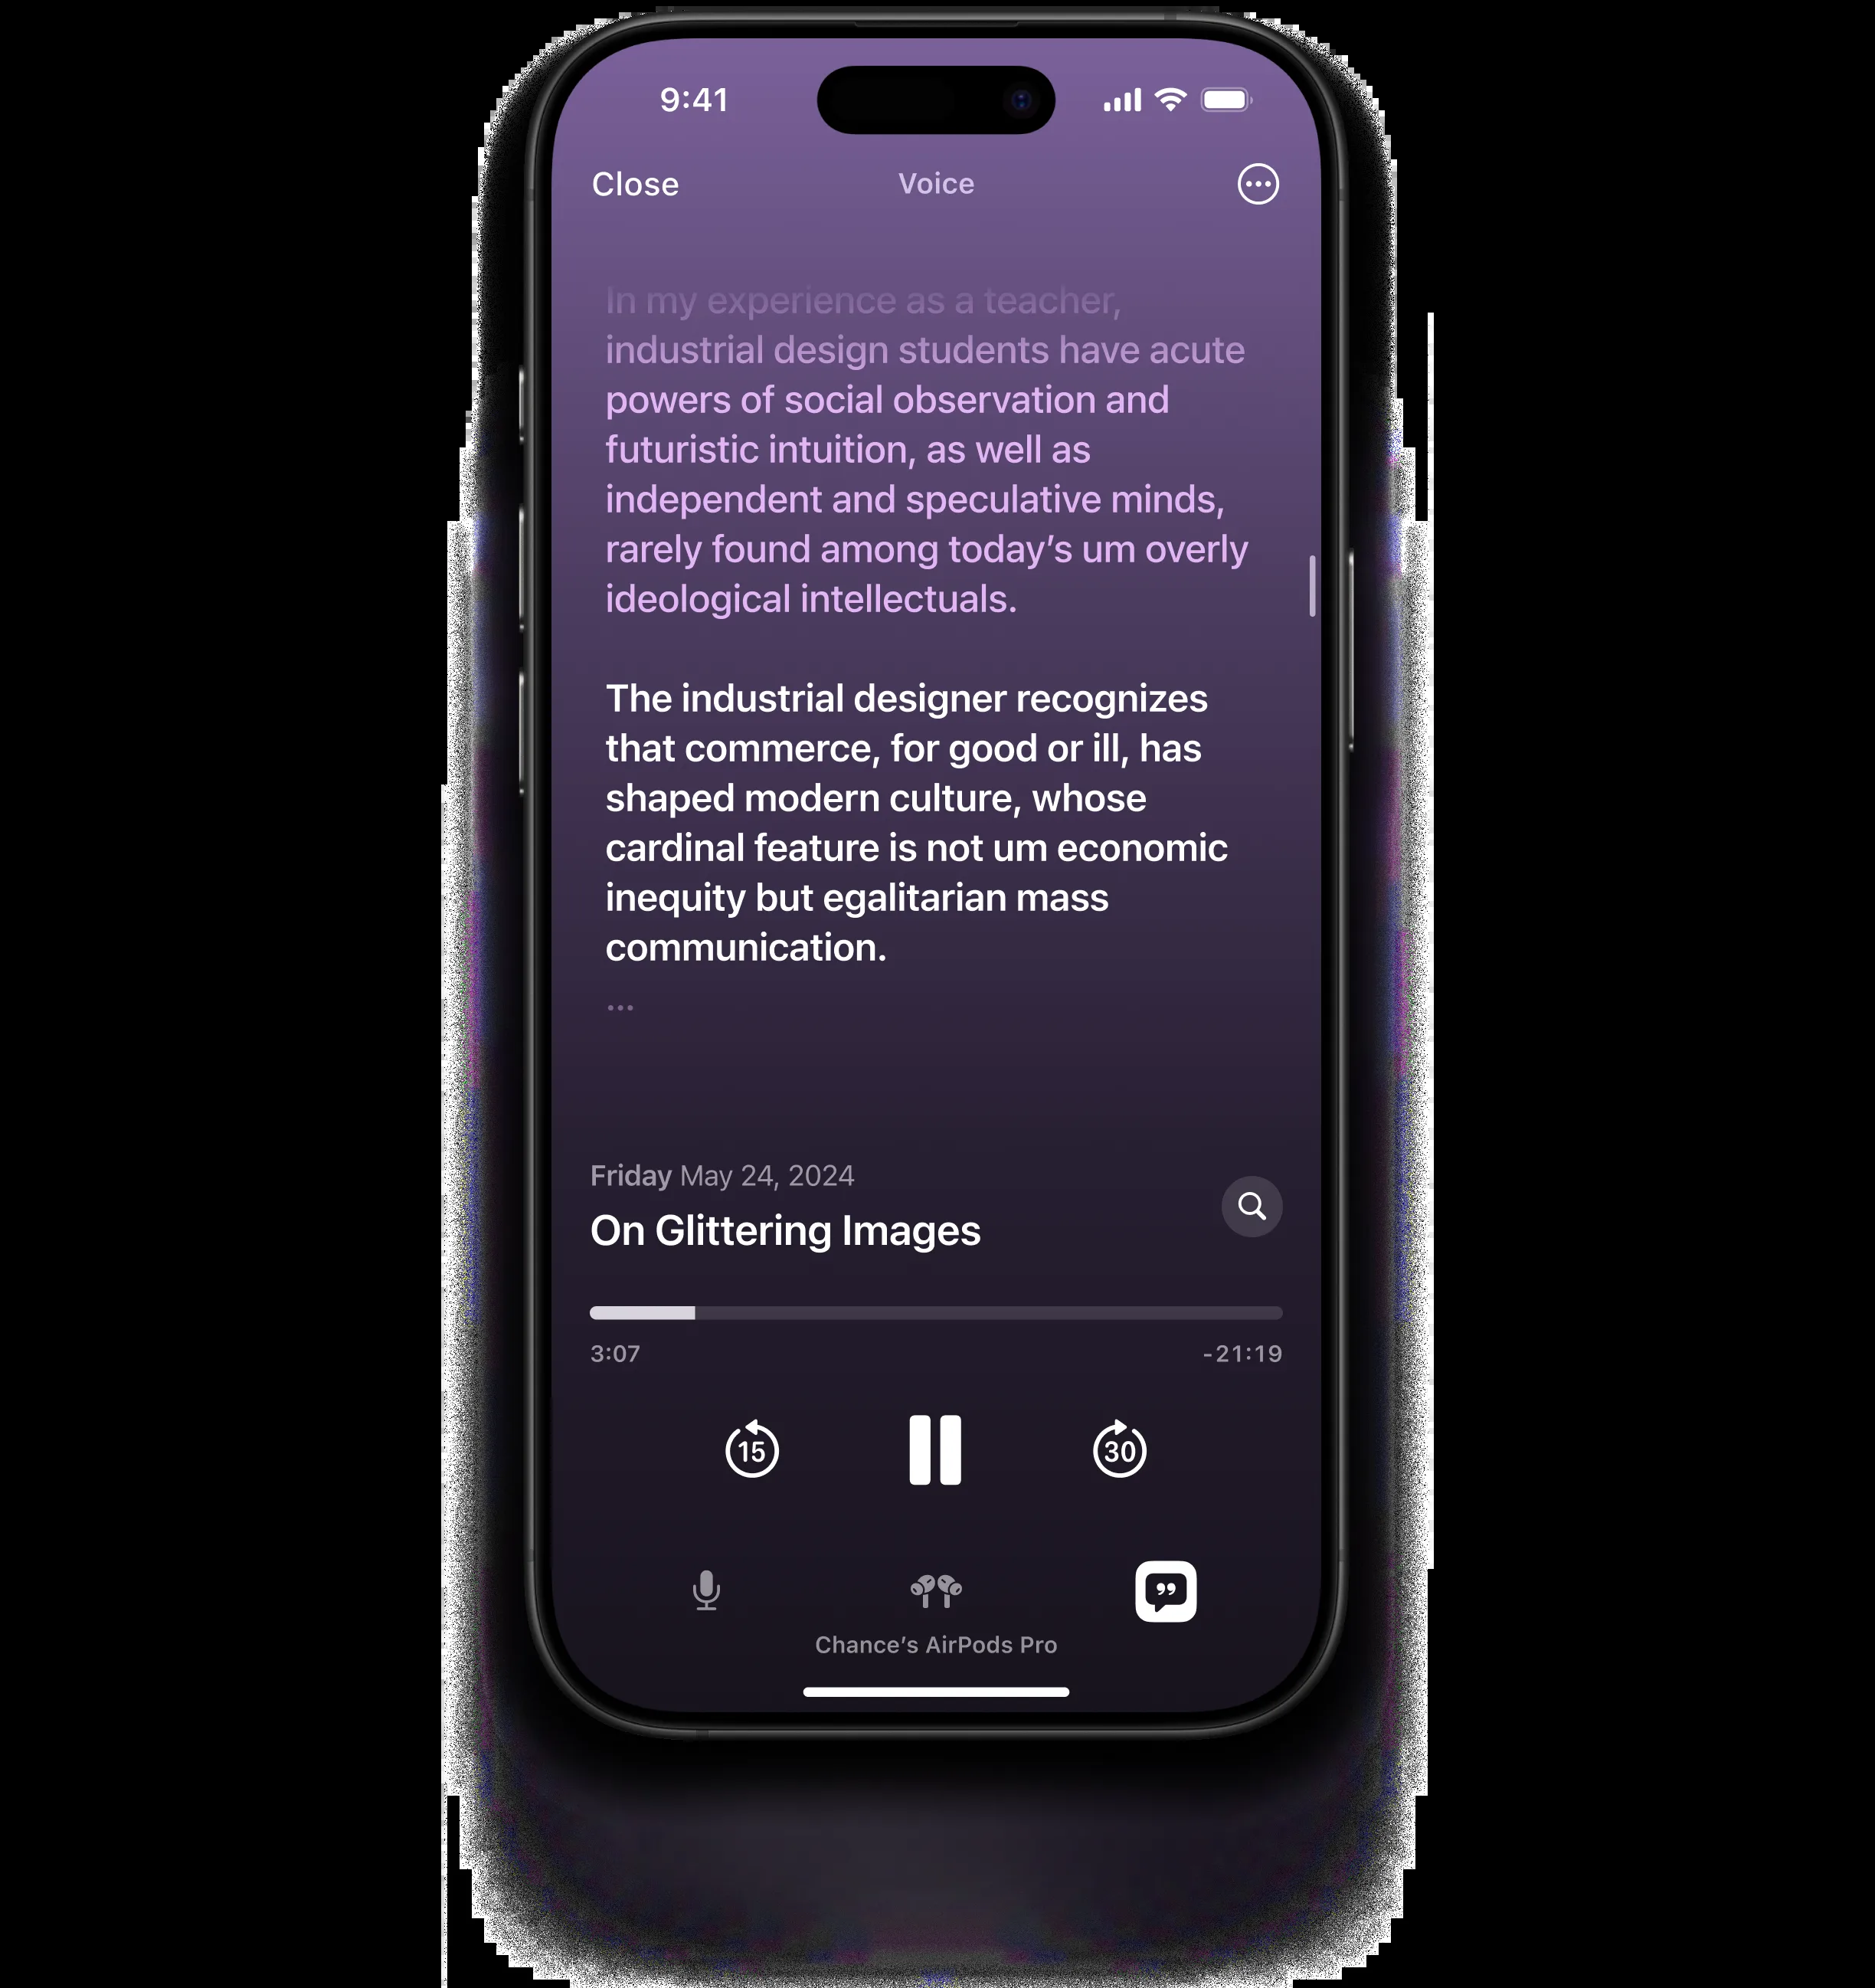 9:41
Close
Voice
In my experience as a teacher,
industrial design students have acute
powers of social observation and
futuristic intuition, as well as
independent and speculative minds,
rarely found among today’s um overly
ideological intellectuals.
The industrial designer recognizes
that commerce, for good or ill, has
shaped modern culture, whose
cardinal feature is not um economic
inequity but egalitarian mass
communication.
...
Friday May 24, 2024
On Glittering Images
3:07
-21:19
15
30
Chance’s AirPods Pro